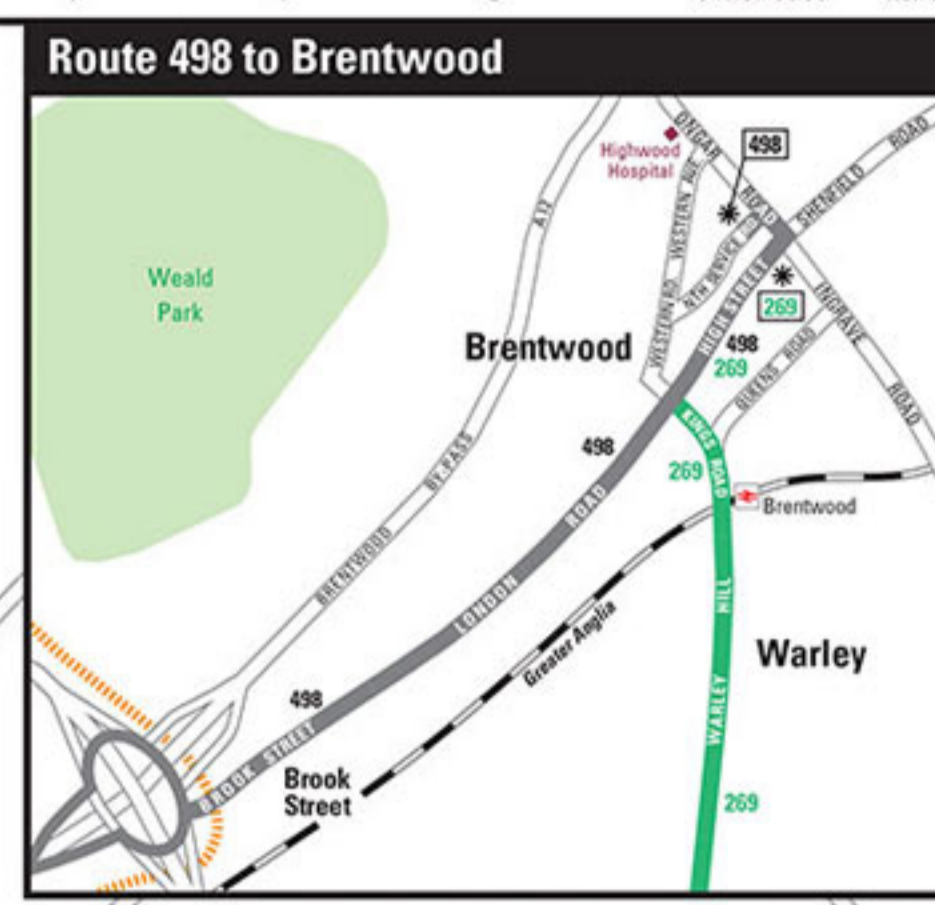 Route 498 to Brentwood
ONGAR
ROAD
Highwood
Hospital
498
SHENFIELD
ROAD
A12
WESTERN AVE
WESTERN RD
NTH SERVICE RD
HIGH STREET
269
INGRAVE
ROAD
Weald
Park
Brentwood
498
269
QUEENS ROAD
KINGS ROAD
498
269
Brentwood
BRENTWOOD
BY-PASS
LONDON
ROAD
Greater Anglia
WARLEY
HILL
Warley
498
BROOK STREET
Brook
Street
269